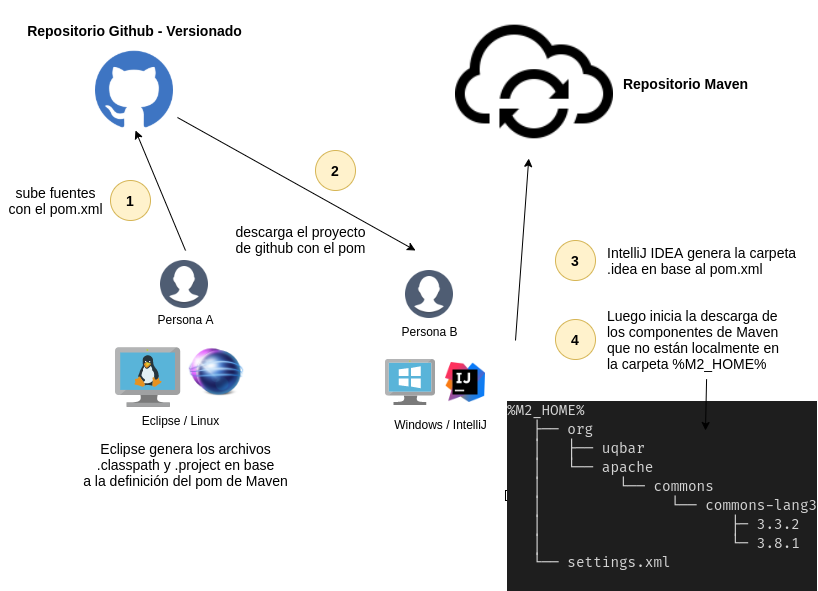 Repositorio Github - Versionado
Repositorio Maven
2
sube fuentes
con el pom.xml
1
descarga el proyecto
de github con el pom
3
IntelliJ IDEA genera la carpeta
.idea en base al pom.xml
Persona A
Persona B
4
Luego inicia la descarga de
los componentes de Maven
que no están localmente en
la carpeta %M2_HOME%
IJ
Eclipse / Linux
Windows / IntelliJ
Eclipse genera los archivos
.classpath y .project en base
a la definición del pom de Maven
%M2_HOME%
├── org
├── uqbar
└── apache
└── commons
└── commons-lang3
├─ 3.3.2
└─ 3.8.1
└── settings.xml